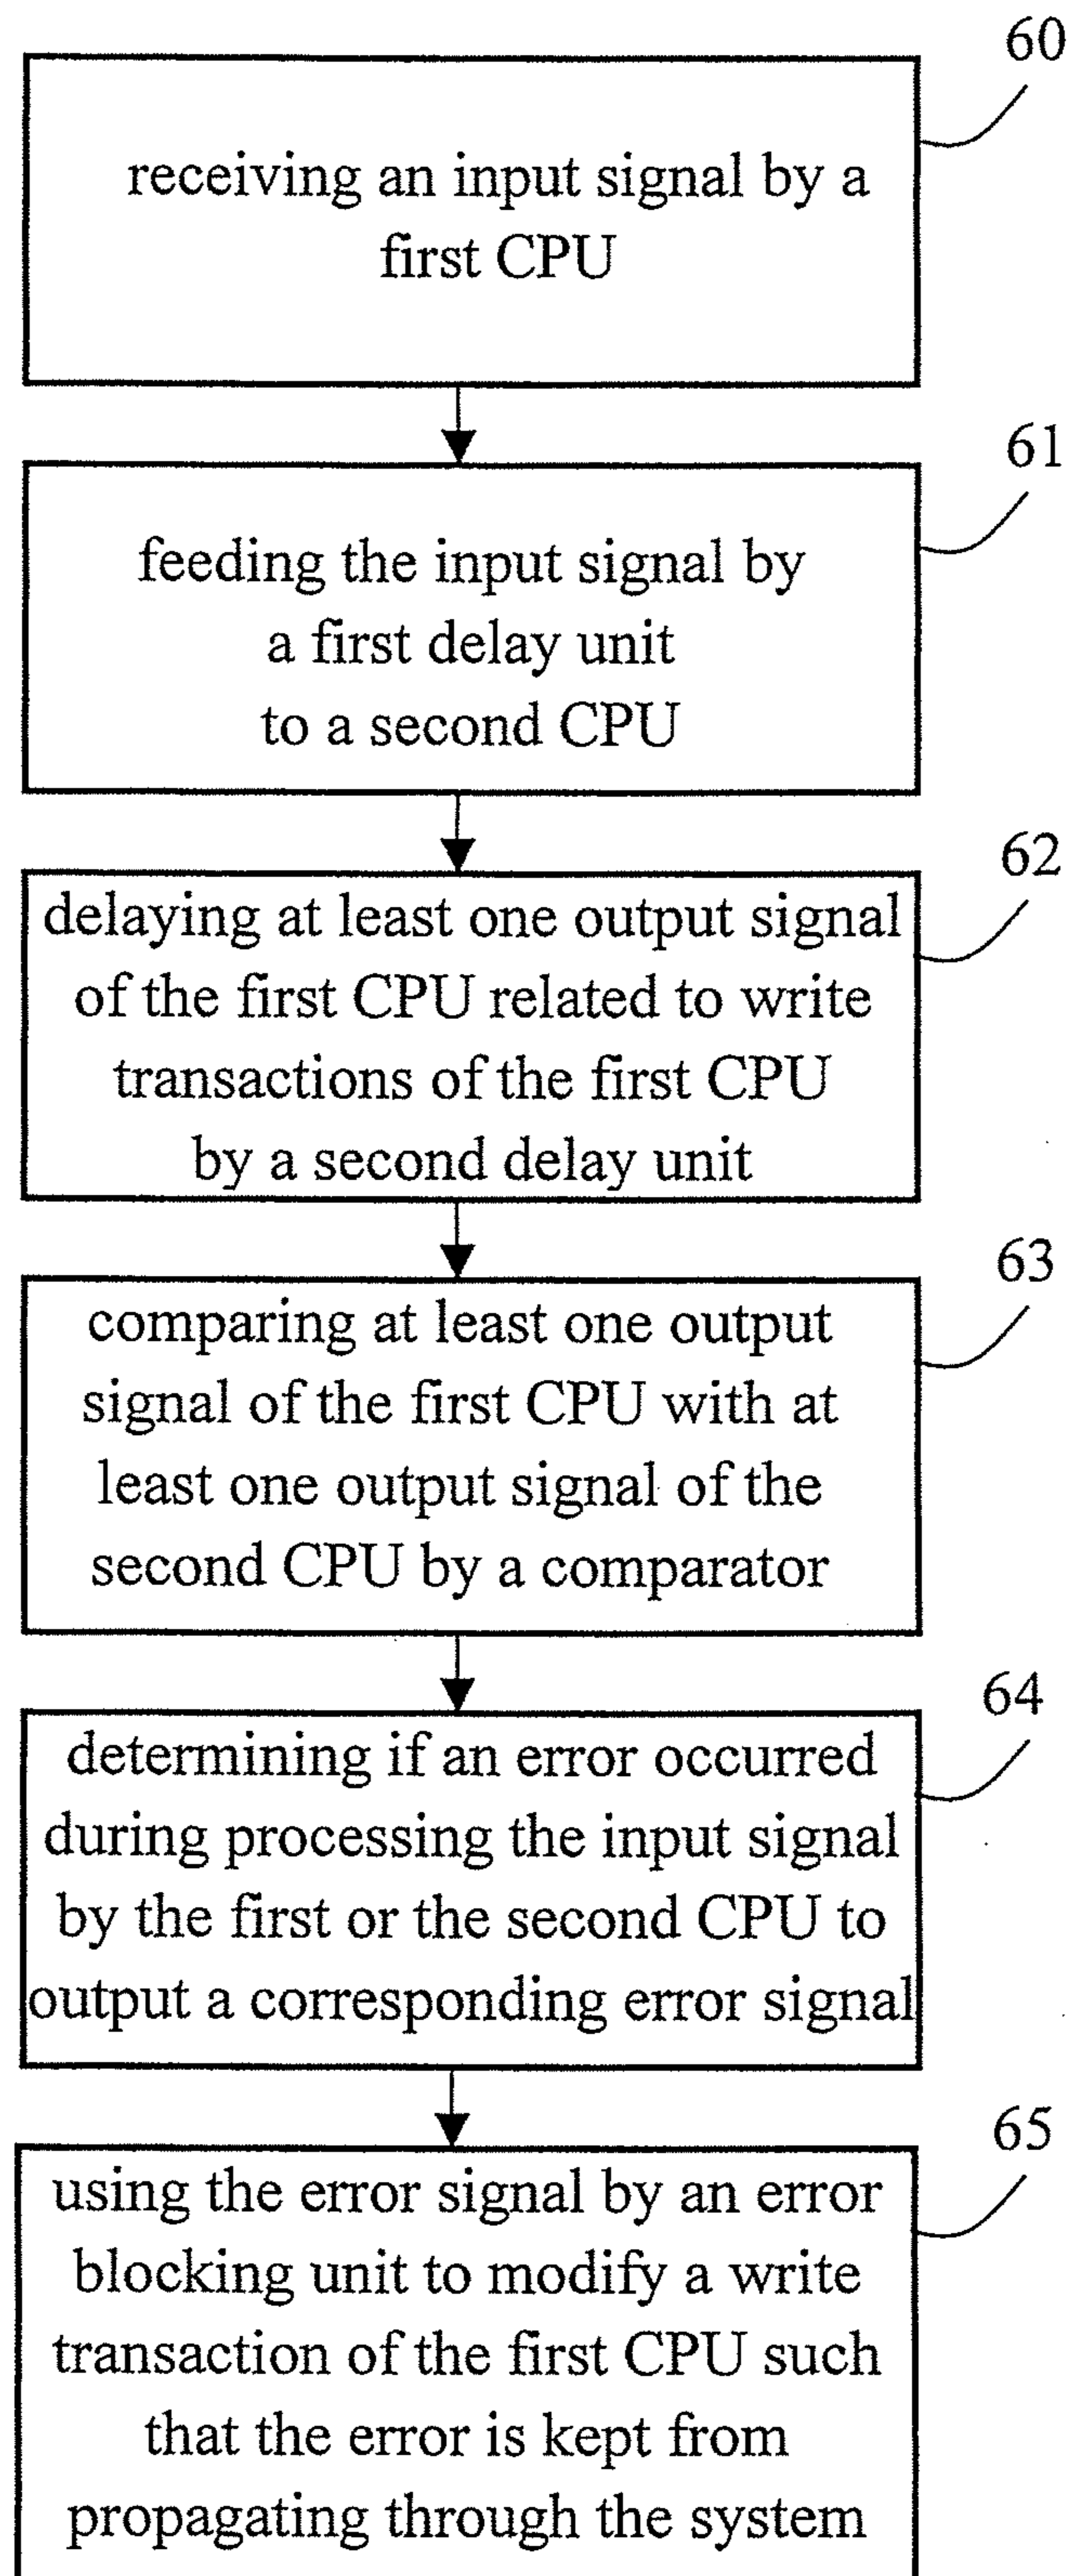 60
receiving an input signal by a
first CPU
61
feeding the input signal by
a first delay unit
to a second CPU
62
delaying at least one output signal
of the first CPU related to write
transactions of the first CPU
by a second delay unit
63
comparing at least one output
signal of the first CPU with at
least one output signal of the
second CPU by a comparator
64
determining if an error occurred
during processing the input signal
by the first or the second CPU to
output a corresponding error signal
65
using the error signal by an error
blocking unit to modify a write
transaction of the first CPU such
that the error is kept from
propagating through the system